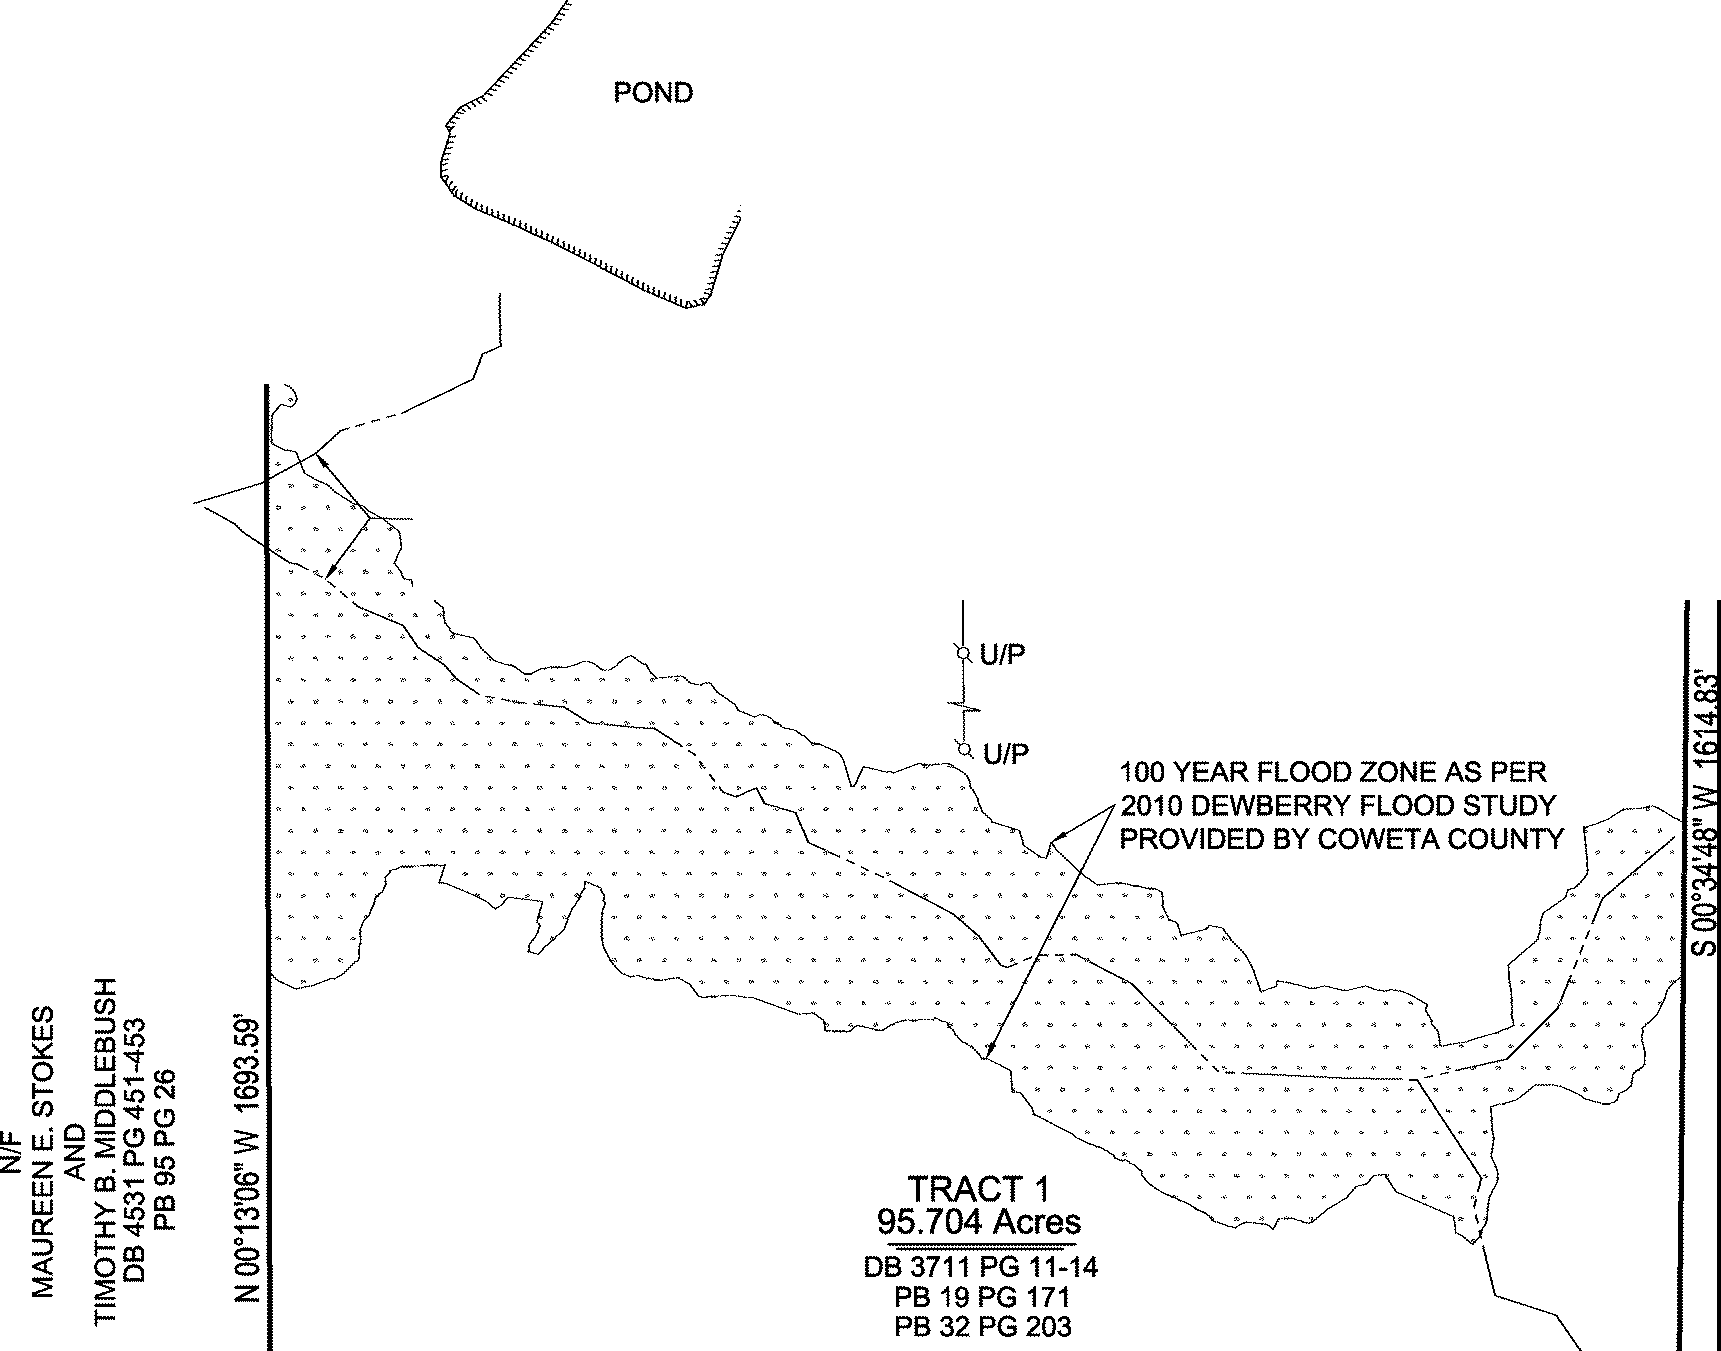 POND
U/P
U/P
100 YEAR FLOOD ZONE AS PER
2010 DEWBERRY FLOOD STUDY
PROVIDED BY COWETA COUNTY
S 00°34'48" W 1614.83'
N/F
MAUREEN E. STOKES
AND
TIMOTHY B. MIDDLEBUSH
DB 4531 PG 451-453
PB 95 PG 26
N 00°13'06" W 1693.59'
TRACT 1
95.704 Acres
DB 3711 PG 11-14
PB 19 PG 171
PB 32 PG 203